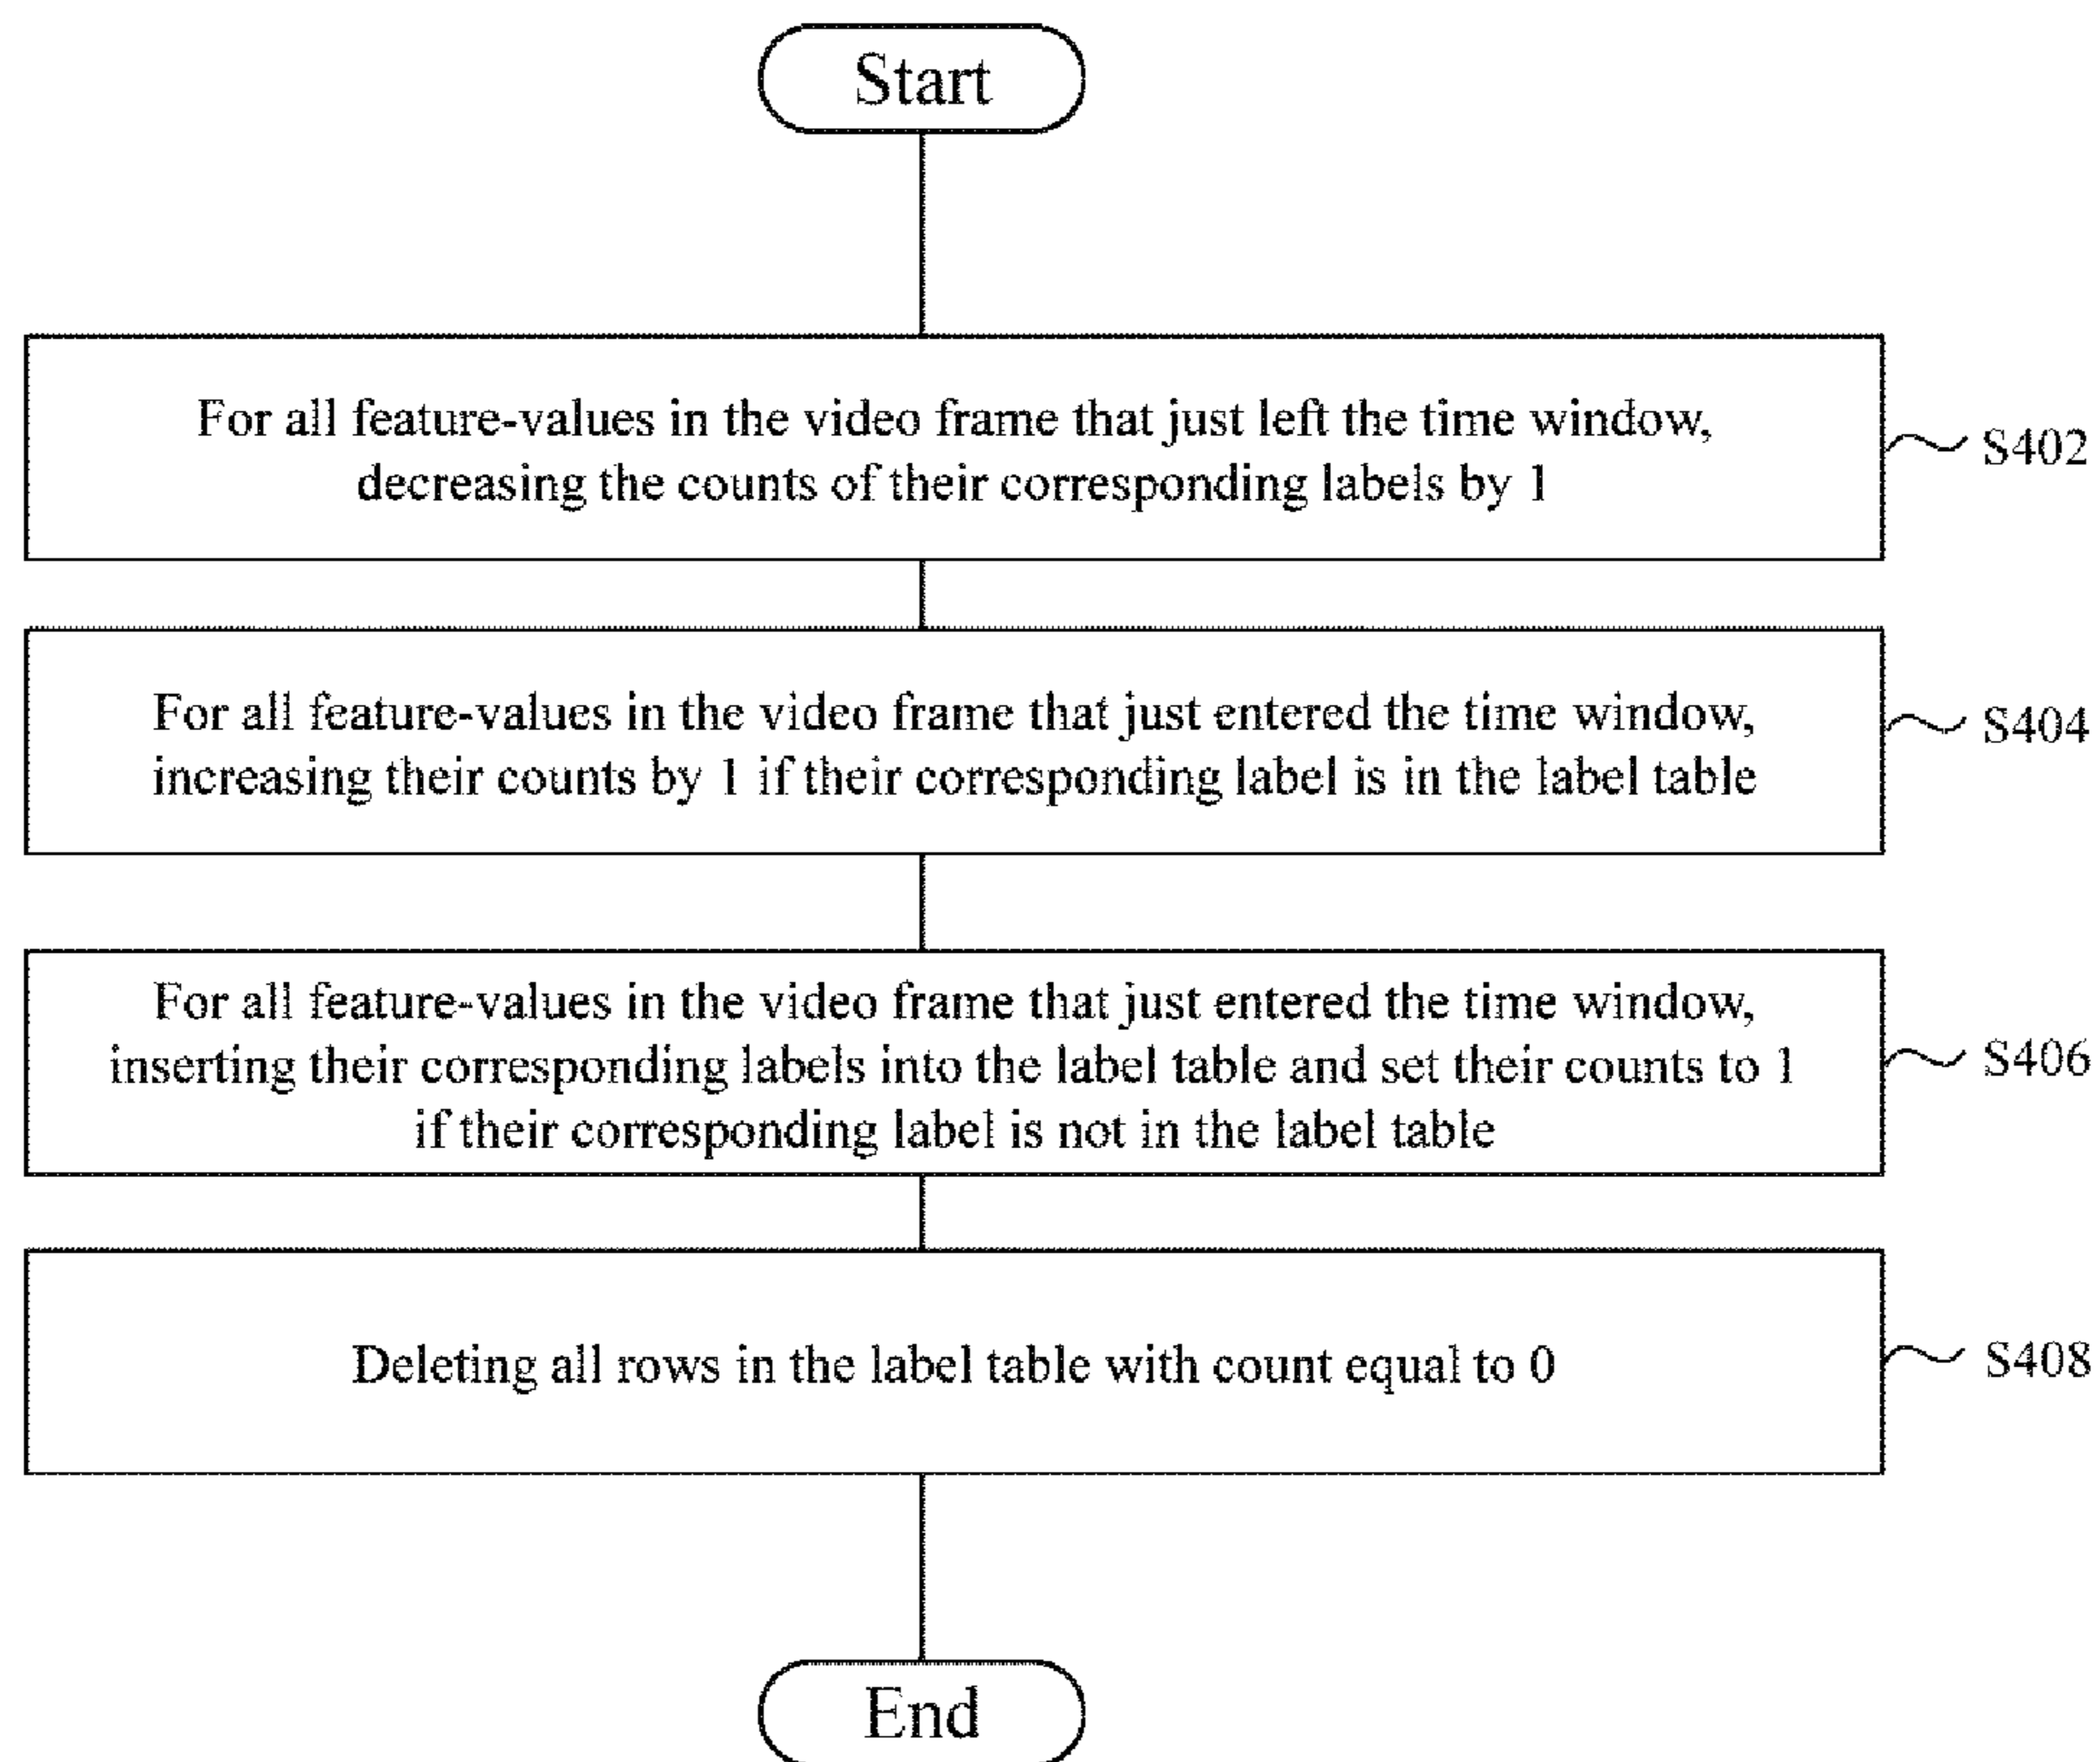 Start
For all feature-values in the video frame that just left the time window,
decreasing the counts of their corresponding labels by 1
S402
For all feature-values in the video frame that just entered the time window,
increasing their counts by 1 if their corresponding label is in the label table
S404
For all feature-values in the video frame that just entered the time window,
inserting their corresponding labels into the label table and set their counts to 1
if their corresponding label is not in the label table
S406
Deleting all rows in the label table with count equal to 0
S408
End